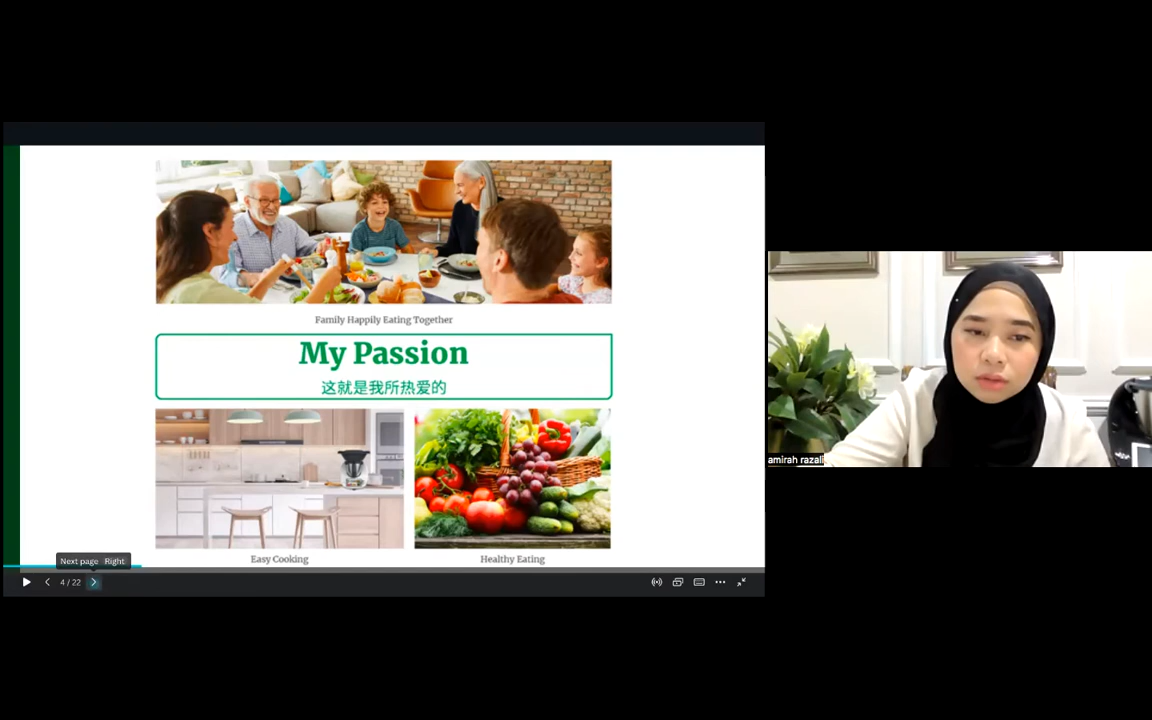 Family Happily Eating Together
My Passion
这就是我所热爱的
Easy Cooking
Healthy Eating
Next page Right
4 / 22
amirah razali